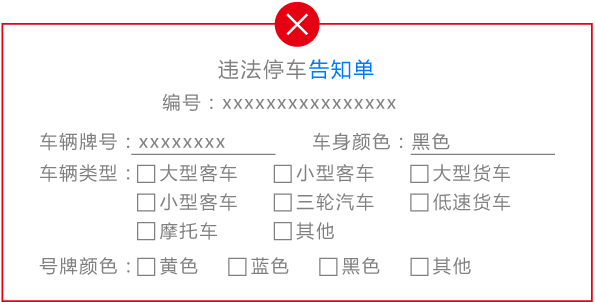 违法停车告知单
编号：xxxxxxxxxxxxxxxx
车辆牌号：xxxxxxxx 车身颜色：黑色
车辆类型：□大型客车 □小型客车 □大型货车
□小型客车 □三轮汽车 □低速货车
□摩托车 □其他
号牌颜色：□黄色 □蓝色 □黑色 □其他